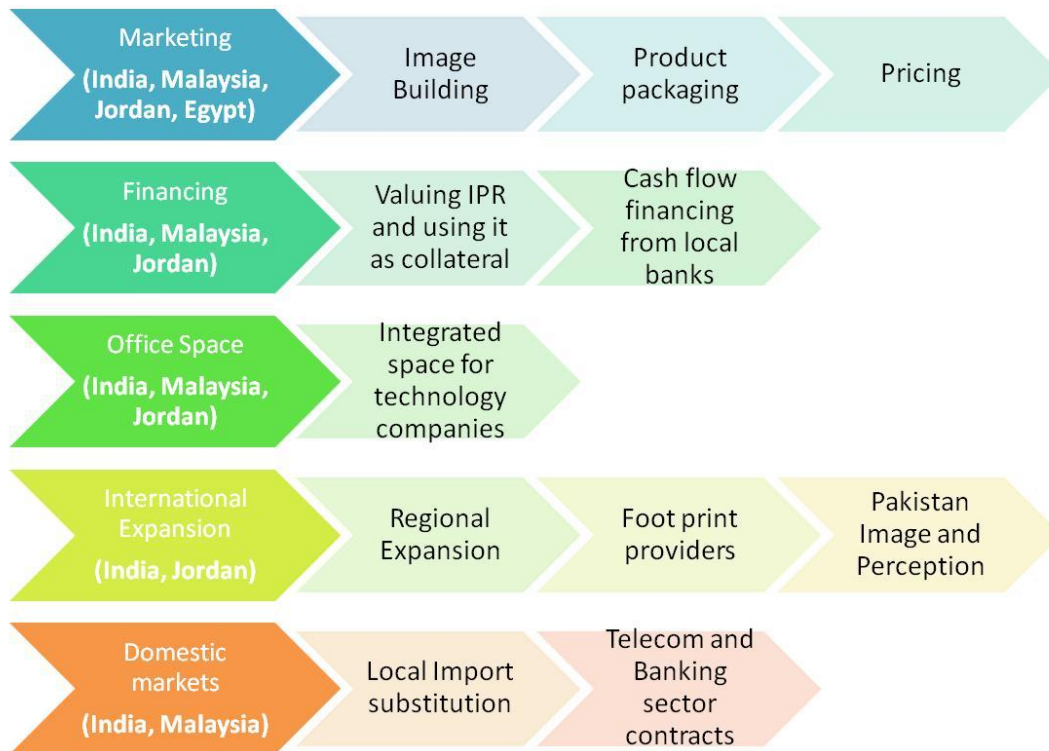 Marketing
(India, Malaysia,
Jordan, Egypt)
Image
Building
Product
packaging
Pricing
Financing
(India, Malaysia,
Jordan)
Valuing IPR
and using it
as collateral
Cash flow
financing
from local
banks
Office Space
(India, Malaysia,
Jordan)
Integrated
space for
technology
companies
International
Expansion
(India, Jordan)
Regional
Expansion
Foot print
providers
Pakistan
Image and
Perception
Domestic
markets
(India, Malaysia)
Local Import
substitution
Telecom and
Banking
sector
contracts